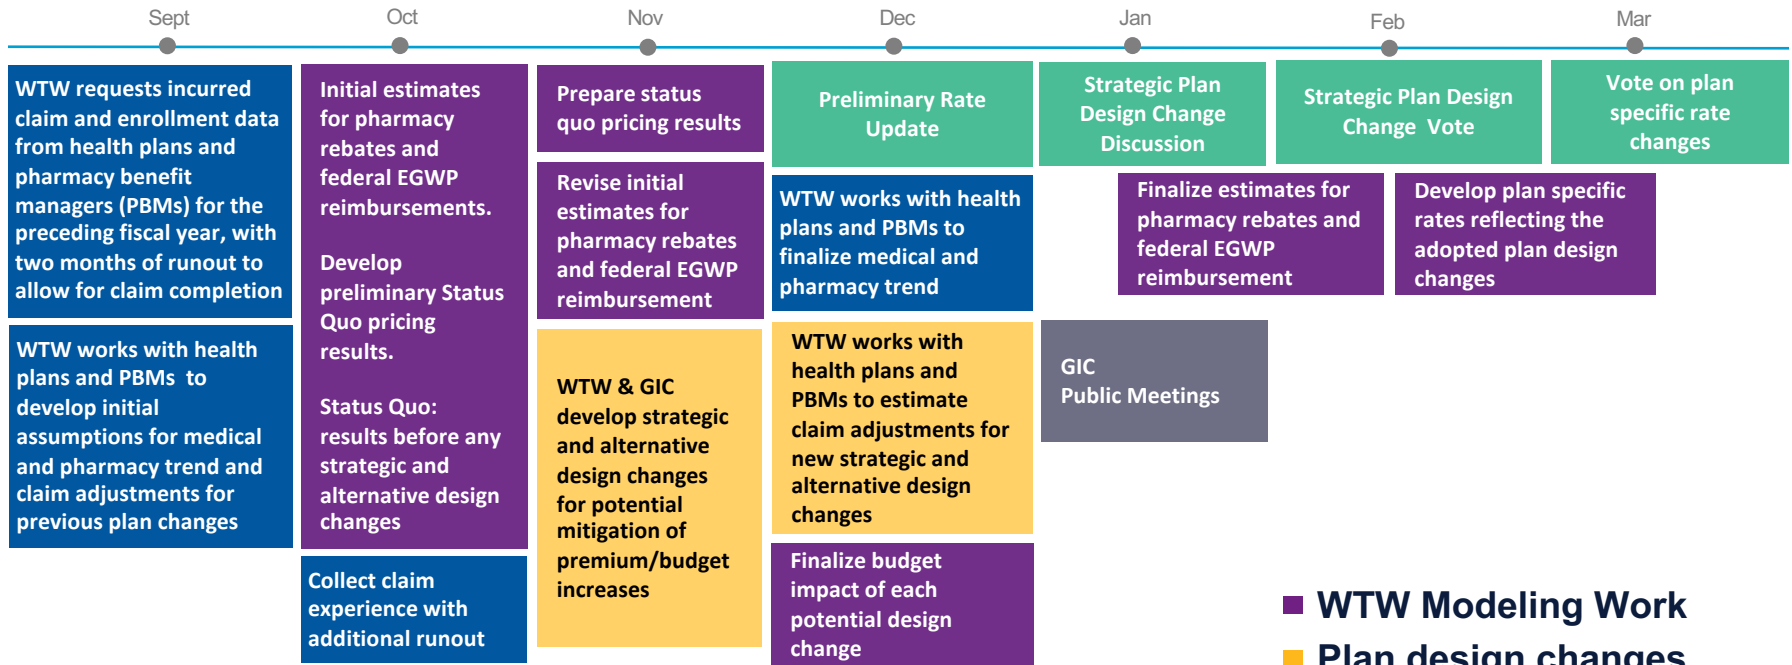 Sept
Oct
Nov
Dec
Jan
Feb
Mar
WTW requests incurred
claim and enrollment data
from health plans and
pharmacy benefit
managers (PBMs) for the
preceding fiscal year, with
two months of runout to
allow for claim completion
WTW works with health
plans and PBMs to
develop initial
assumptions for medical
and pharmacy trend and
claim adjustments for
previous plan changes
Initial estimates
for pharmacy
rebates and
federal EGWP
reimbursements.
Develop
preliminary Status
Quo pricing
results.
Status Quo:
results before any
strategic and
alternative design
changes
Collect claim
experience with
additional runout
Prepare status
quo pricing results
Revise initial
estimates for
pharmacy rebates
and federal EGWP
reimbursement
WTW & GIC
develop strategic
and alternative
design changes
for potential
mitigation of
premium/budget
increases
Preliminary Rate
Update
WTW works with health
plans and PBMs to
finalize medical and
pharmacy trend
WTW works with
health plans and
PBMs to estimate
claim adjustments for
new strategic and
alternative design
changes
Finalize budget
impact of each
potential design
change
Strategic Plan
Design Change
Discussion
GIC
Public Meetings
Strategic Plan Design
Change Vote
Finalize estimates for
pharmacy rebates and
federal EGWP
reimbursement
Vote on plan
specific rate
changes
Develop plan specific
rates reflecting the
adopted plan design
changes
WTW Modeling Work
Plan design changes